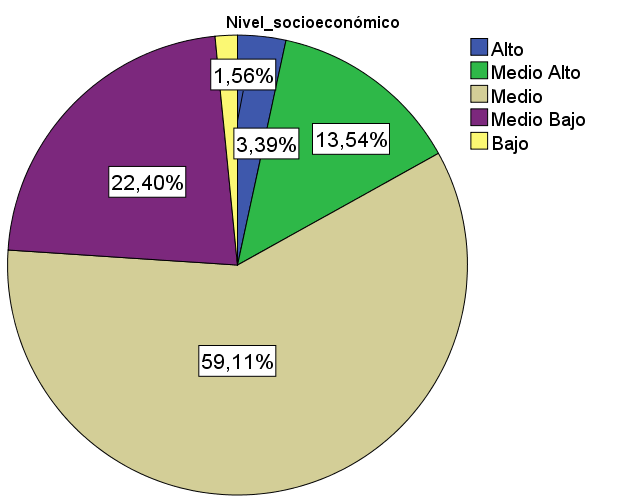 Nivel_socioeconómico
Alto
Medio Alto
Medio
Medio Bajo
Bajo
1,56%
3,39%
13,54%
22,40%
59,11%